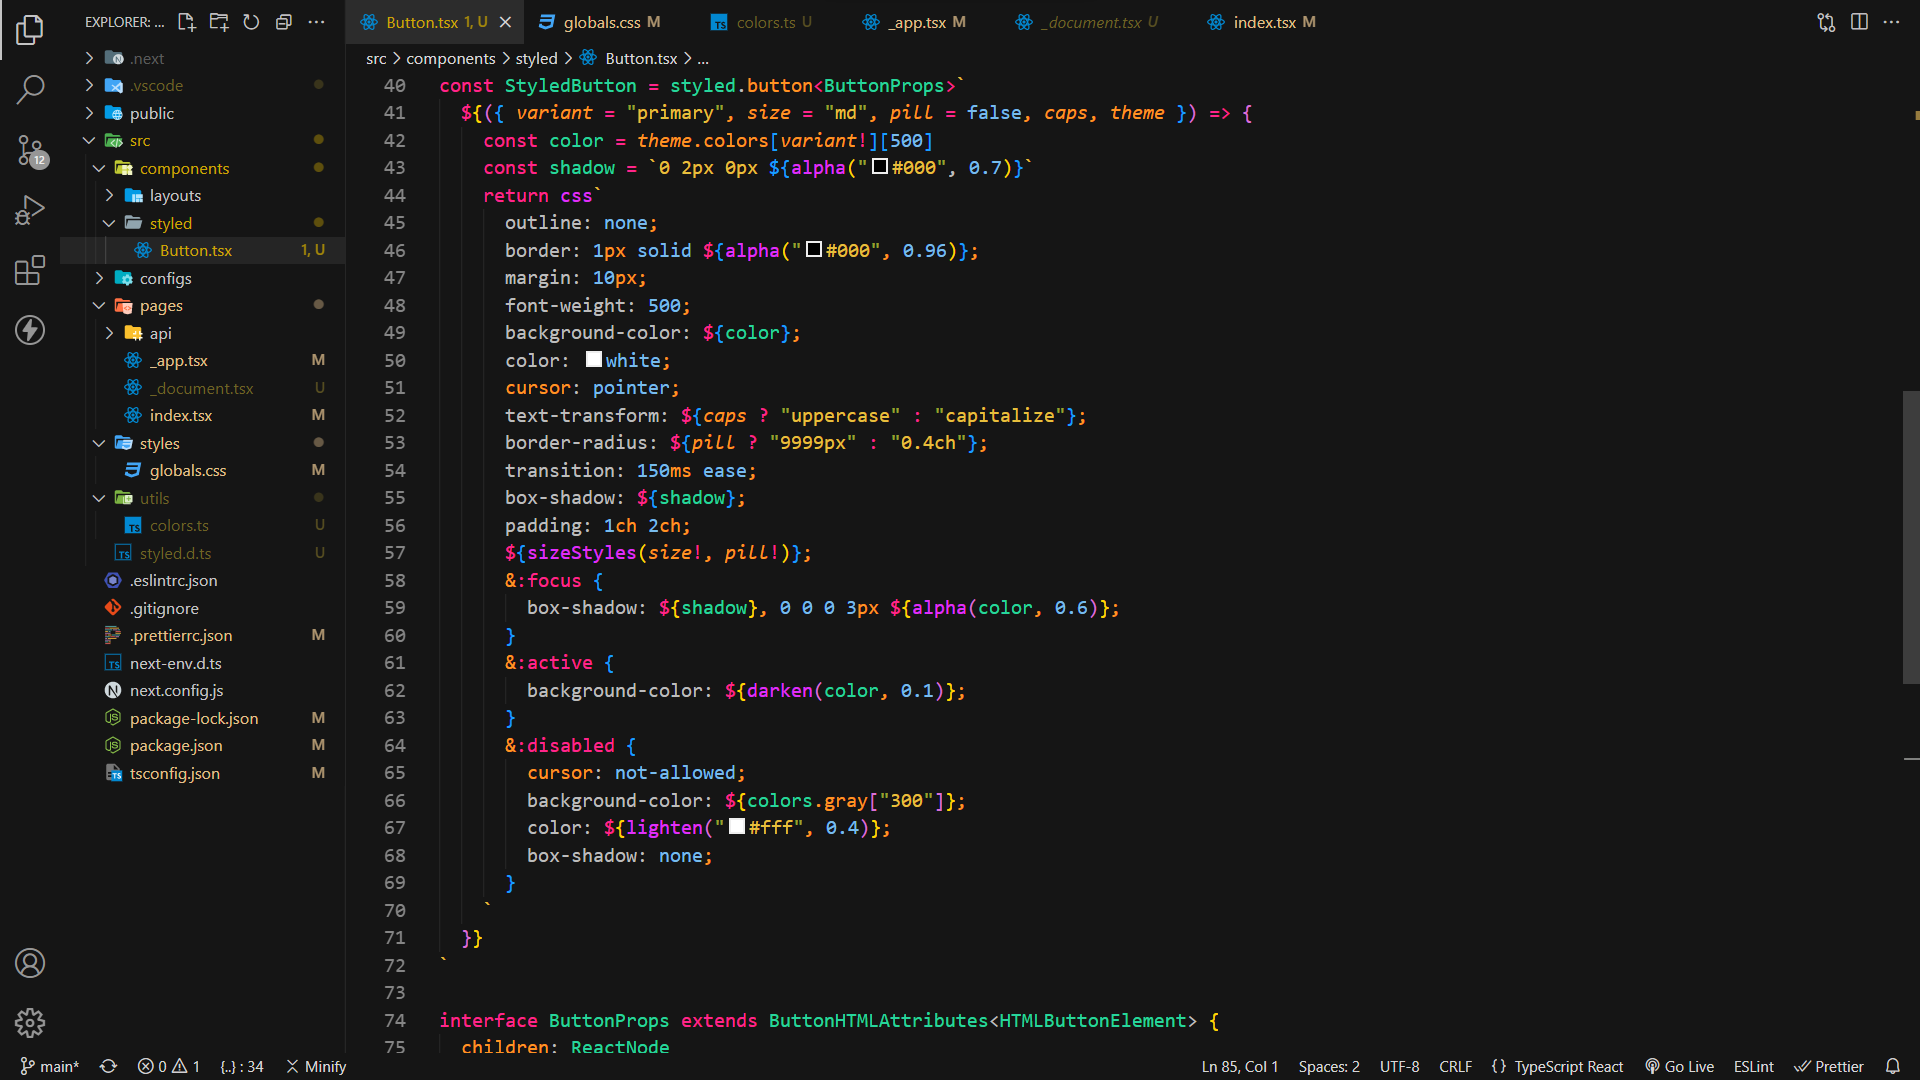 EXPLORER: ...
.next
.vscode
public
src
components
layouts
styled
Button.tsx 1, U
configs
pages
api
_app.tsx M
_document.tsx U
index.tsx M
styles
globals.css M
utils
colors.ts U
styled.d.ts U
.eslintrc.json
.gitignore
.prettierrc.json M
next-env.d.ts
next.config.js
package-lock.json M
package.json M
tsconfig.json M
12
Button.tsx 1, U
globals.css M
colors.ts U
_app.tsx M
_document.tsx U
index.tsx M
src > components > styled > Button.tsx > ...
40 const StyledButton = styled.button<ButtonProps>`
41 ${({ variant = "primary", size = "md", pill = false, caps, theme }) => {
42 const color = theme.colors[variant!][500]
43 const shadow = `0 2px 0px ${alpha("#000", 0.7)}`
44 return css`
45 outline: none;
46 border: 1px solid ${alpha("#000", 0.96)};
47 margin: 10px;
48 font-weight: 500;
49 background-color: ${color};
50 color: white;
51 cursor: pointer;
52 text-transform: ${caps ? "uppercase" : "capitalize"};
53 border-radius: ${pill ? "9999px" : "0.4ch"};
54 transition: 150ms ease;
55 box-shadow: ${shadow};
56 padding: 1ch 2ch;
57 ${sizeStyles(size!, pill!)};
58 &:focus {
59 box-shadow: ${shadow}, 0 0 0 3px ${alpha(color, 0.6)};
60 }
61 &:active {
62 background-color: ${darken(color, 0.1)};
63 }
64 &:disabled {
65 cursor: not-allowed;
66 background-color: ${colors.gray["300"]};
67 color: ${lighten("#fff", 0.4)};
68 box-shadow: none;
69 }
70 `
71 }}
72 `
73
74 interface ButtonProps extends ButtonHTMLAttributes<HTMLButtonElement> {
75 children: ReactNode
main* 0 1 {..} : 34 Minify Ln 85, Col 1 Spaces: 2 UTF-8 CRLF {} TypeScript React Go Live ESLint Prettier